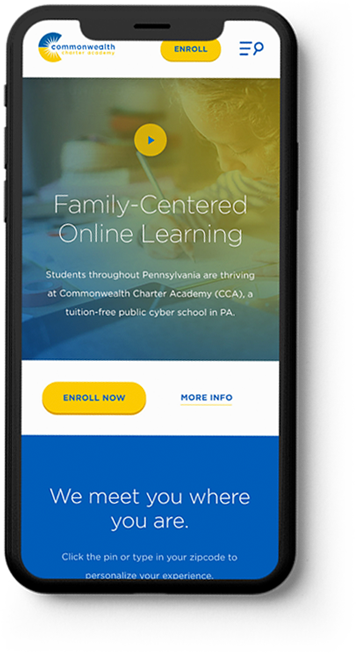 commonwealth
charter academy
ENROLL
Family-Centered
Online Learning
Students throughout Pennsylvania are thriving
at Commonwealth Charter Academy (CCA), a
tuition-free public cyber school in PA.
ENROLL NOW
MORE INFO
We meet you where
you are.
Click the pin or type in your zipcode to
personalize your experience.